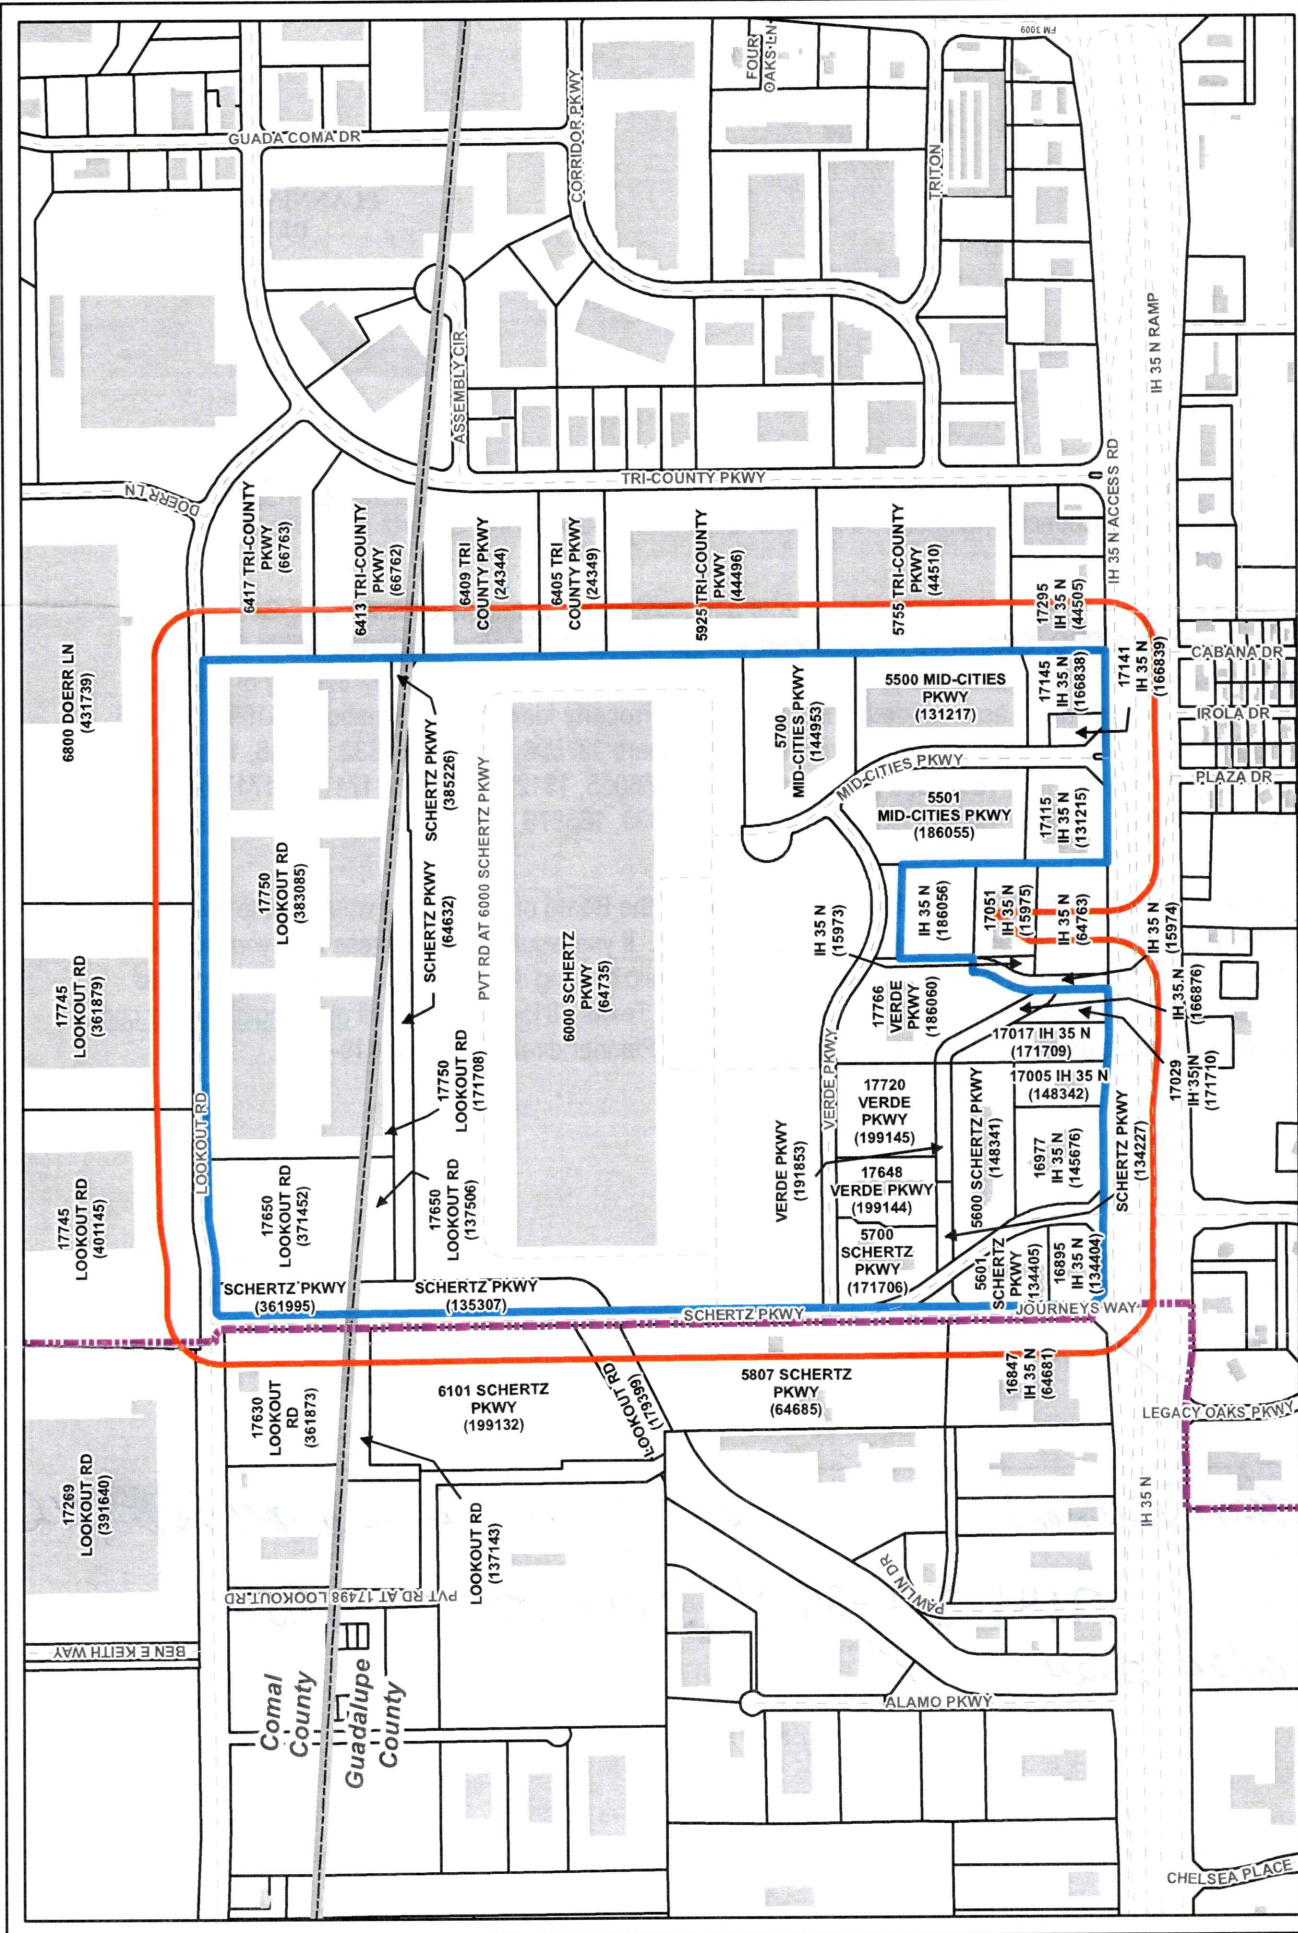 FM 3009
FOUR
OAKS LN
CORRIDOR PKWY
GUADA COMA DR
TRITON
IH 35 N RAMP
ASSEMBLY CIR
TRI-COUNTY PKWY
IH 35 N ACCESS RD
DOERR LN
6417 TRI-COUNTY
PKWY
(66763)
6413 TRI-COUNTY
PKWY
(66762)
6409 TRI
COUNTY PKWY
(24344)
6405 TRI
COUNTY PKWY
(24349)
5925 TRI-COUNTY
PKWY
(44496)
5755 TRI-COUNTY
PKWY
(44510)
17295
IH 35 N
(44505)
6800 DOERR LN
(431739)
CABANA DR
IROLA DR
PLAZA DR
17141
IH 35 N
(166839)
17145
IH 35 N
(166838)
5500 MID-CITIES
PKWY
(131217)
5700
MID-CITIES PKWY
(144953)
MID-CITIES PKWY
5501
MID-CITIES PKWY
(186055)
17115
IH 35 N
(131215)
SCHERTZ PKWY
(385226)
SCHERTZ PKWY
(64632)
PVT RD AT 6000 SCHERTZ PKWY
17750
LOOKOUT RD
(383085)
6000 SCHERTZ
PKWY
(64735)
IH 35 N
(15973)
IH 35 N
(186056)
17051
IH 35 N
(15975)
IH 35 N
(64763)
IH 35 N
(15974)
17745
LOOKOUT RD
(361879)
17766
VERDE
PKWY
(186060)
IH 35 N
(166876)
17017 IH 35 N
(171709)
17029
IH 35 N
(171710)
17005 IH 35 N
(148342)
17750
LOOKOUT RD
(171708)
VERDE PKWY
17720
VERDE
PKWY
(199145)
LOOKOUT RD
VERDE PKWY
(191853)
5600 SCHERTZ PKWY
(148341)
16977
IH 35 N
(145676)
SCHERTZ PKWY
(134227)
17745
LOOKOUT RD
(401145)
17650
LOOKOUT RD
(371452)
17650
LOOKOUT RD
(137506)
17648
VERDE PKWY
(199144)
5700
SCHERTZ
PKWY
(171706)
5601
SCHERTZ
PKWY
(134405)
16895
IH 35 N
(134404)
SCHERTZ PKWY
(361995)
SCHERTZ PKWY
(135307)
SCHERTZ PKWY
JOURNEYS WAY
17630
LOOKOUT
RD
(361873)
6101 SCHERTZ
PKWY
(199132)
LOOKOUT RD
(179399)
5807 SCHERTZ
PKWY
(64685)
16847
IH 35 N
(64681)
LEGACY OAKS PKWY
17269
LOOKOUT RD
(391640)
LOOKOUT RD
(137143)
IH 35 N
PAWLIN DR
PVT RD AT 17498 LOOKOUT RD
BEN E KEITH WAY
Comal
County
Guadalupe
County
ALAMO PKWY
CHELSEA PLACE